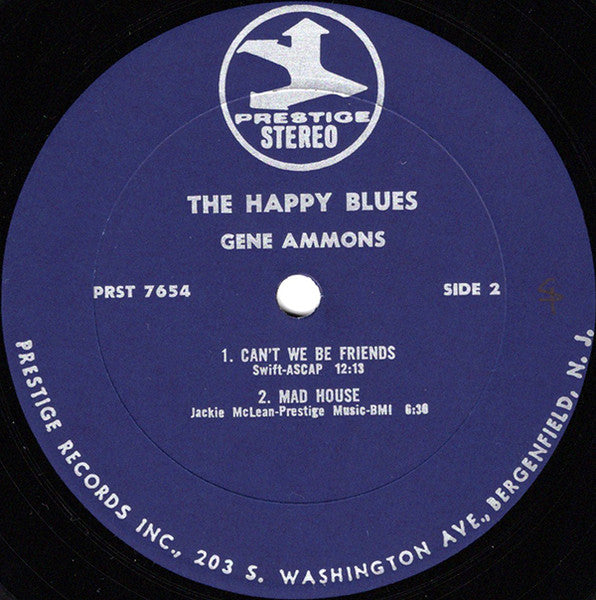 PRESTIGE
STEREO
THE HAPPY BLUES
GENE AMMONS
PRST 7654
SIDE 2
1. CAN'T WE BE FRIENDS
Swift-ASCAP 12:13
2. MAD HOUSE
Jackie McLean-Prestige Music-BMI 6:30
PRESTIGE RECORDS INC., 203 S. WASHINGTON AVE., BERGENFIELD, N. J.